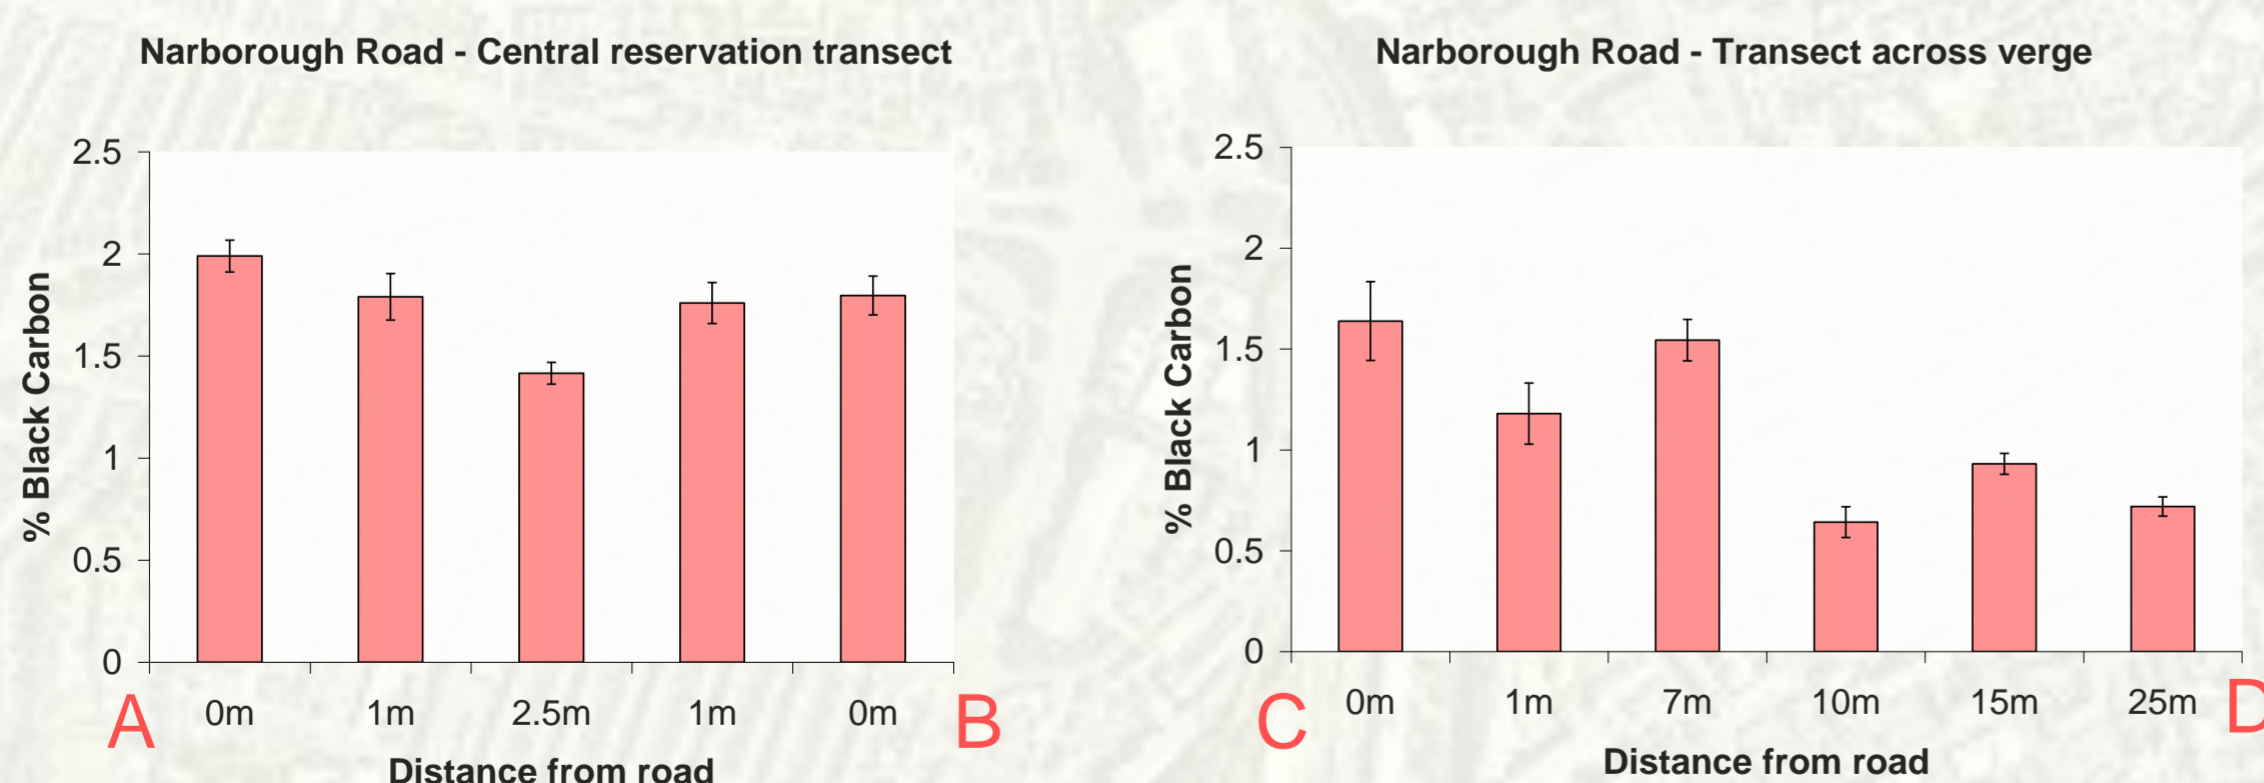 Narborough Road - Central reservation transect
2.5
2
1.5
1
0.5
0
% Black Carbon
A 0m 1m 2.5m 1m 0m B
Distance from road
Narborough Road - Transect across verge
2.5
2
1.5
1
0.5
0
% Black Carbon
C 0m 1m 7m 10m 15m 25m D
Distance from road